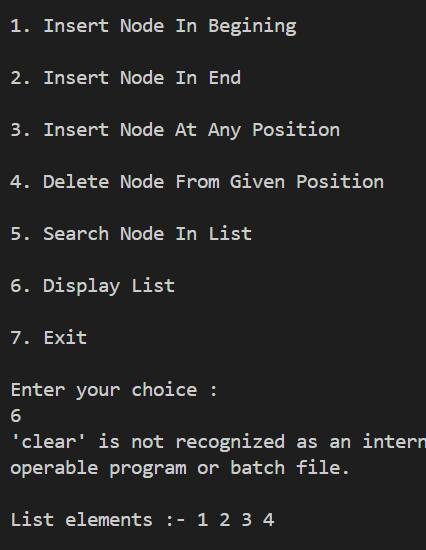 1. Insert Node In Begining
2. Insert Node In End
3. Insert Node At Any Position
4. Delete Node From Given Position
5. Search Node In List
6. Display List
7. Exit
Enter your choice :
6
'clear' is not recognized as an intern
operable program or batch file.
List elements :- 1 2 3 4